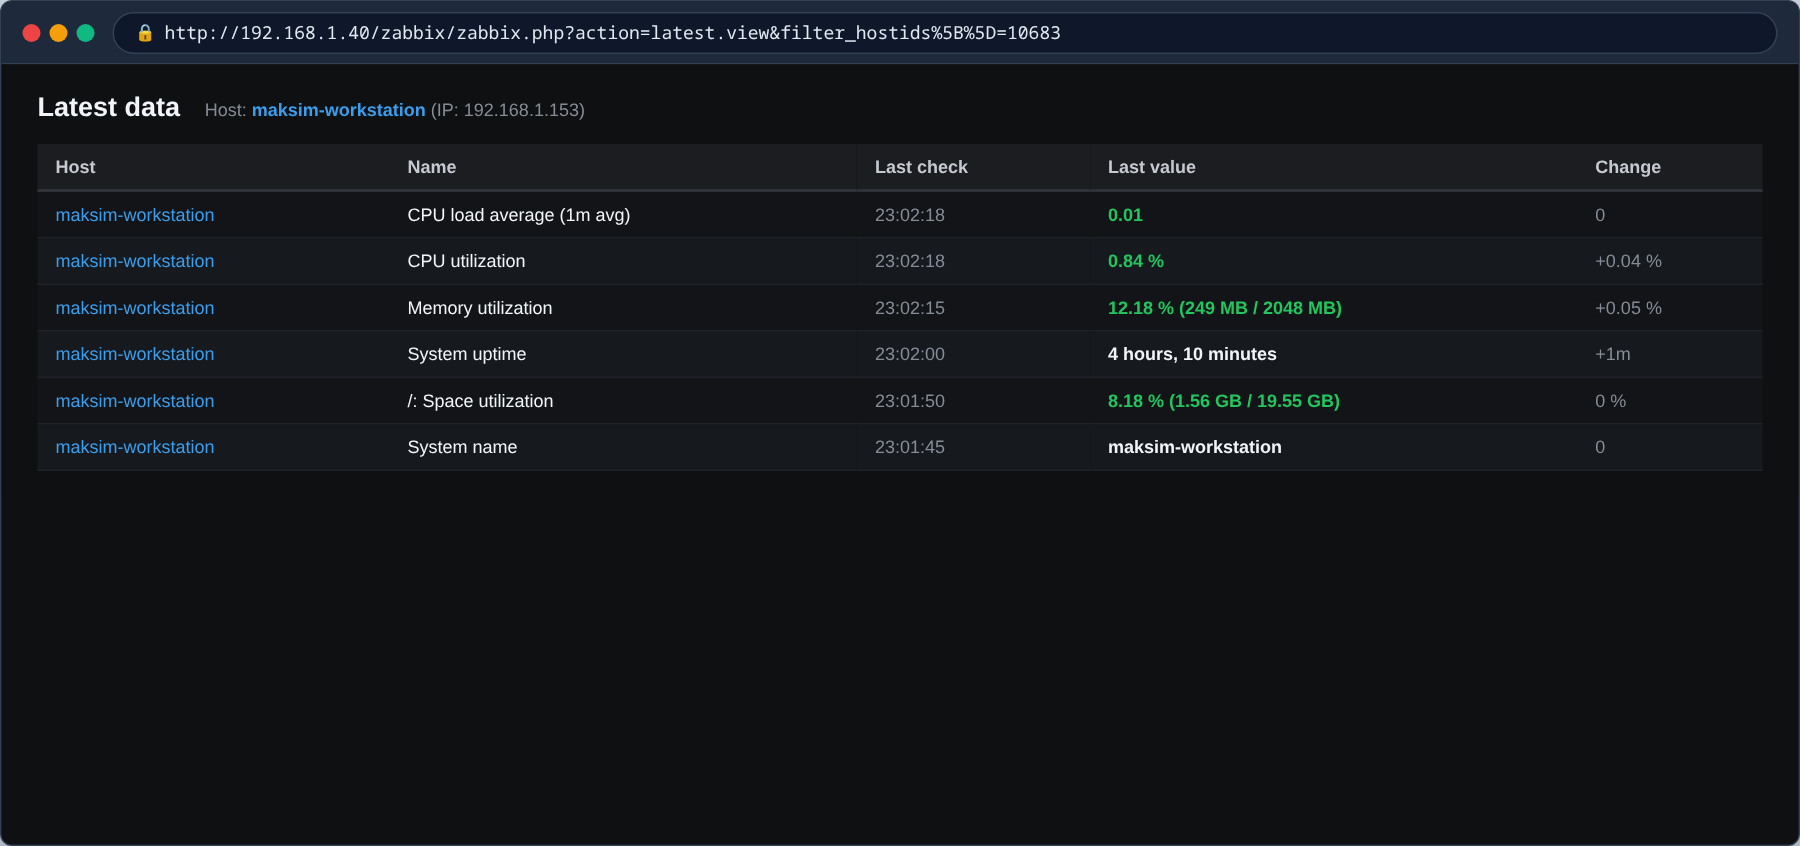 http://192.168.1.40/zabbix/zabbix.php?action=latest.view&filter_hostids%5B%5D=10683
Latest data Host: maksim-workstation (IP: 192.168.1.153)
Host Name Last check Last value Change
maksim-workstation CPU load average (1m avg) 23:02:18 0.01 0
maksim-workstation CPU utilization 23:02:18 0.84 % +0.04 %
maksim-workstation Memory utilization 23:02:15 12.18 % (249 MB / 2048 MB) +0.05 %
maksim-workstation System uptime 23:02:00 4 hours, 10 minutes +1m
maksim-workstation /: Space utilization 23:01:50 8.18 % (1.56 GB / 19.55 GB) 0 %
maksim-workstation System name 23:01:45 maksim-workstation 0